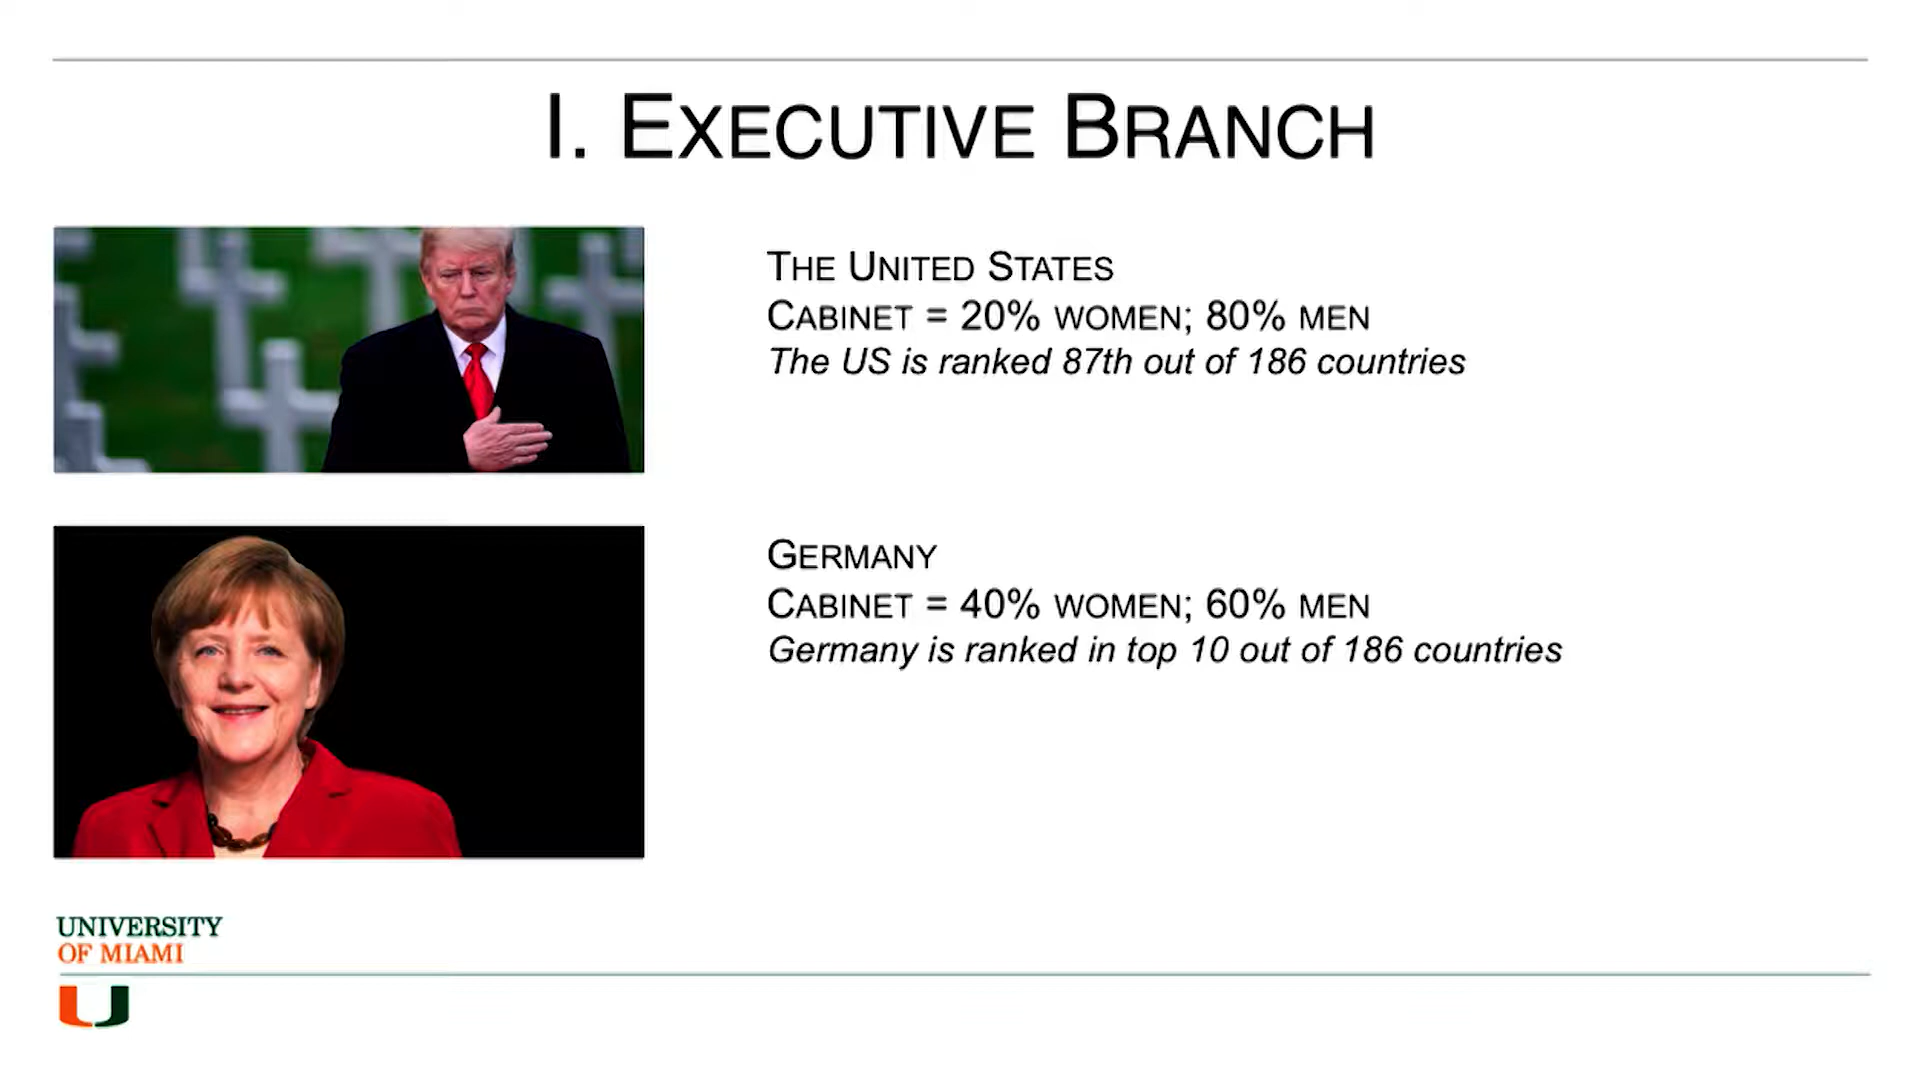 I. EXECUTIVE BRANCH
THE UNITED STATES
CABINET = 20% WOMEN; 80% MEN
The US is ranked 87th out of 186 countries
GERMANY
CABINET = 40% WOMEN; 60% MEN
Germany is ranked in top 10 out of 186 countries
UNIVERSITY
OF MIAMI
U